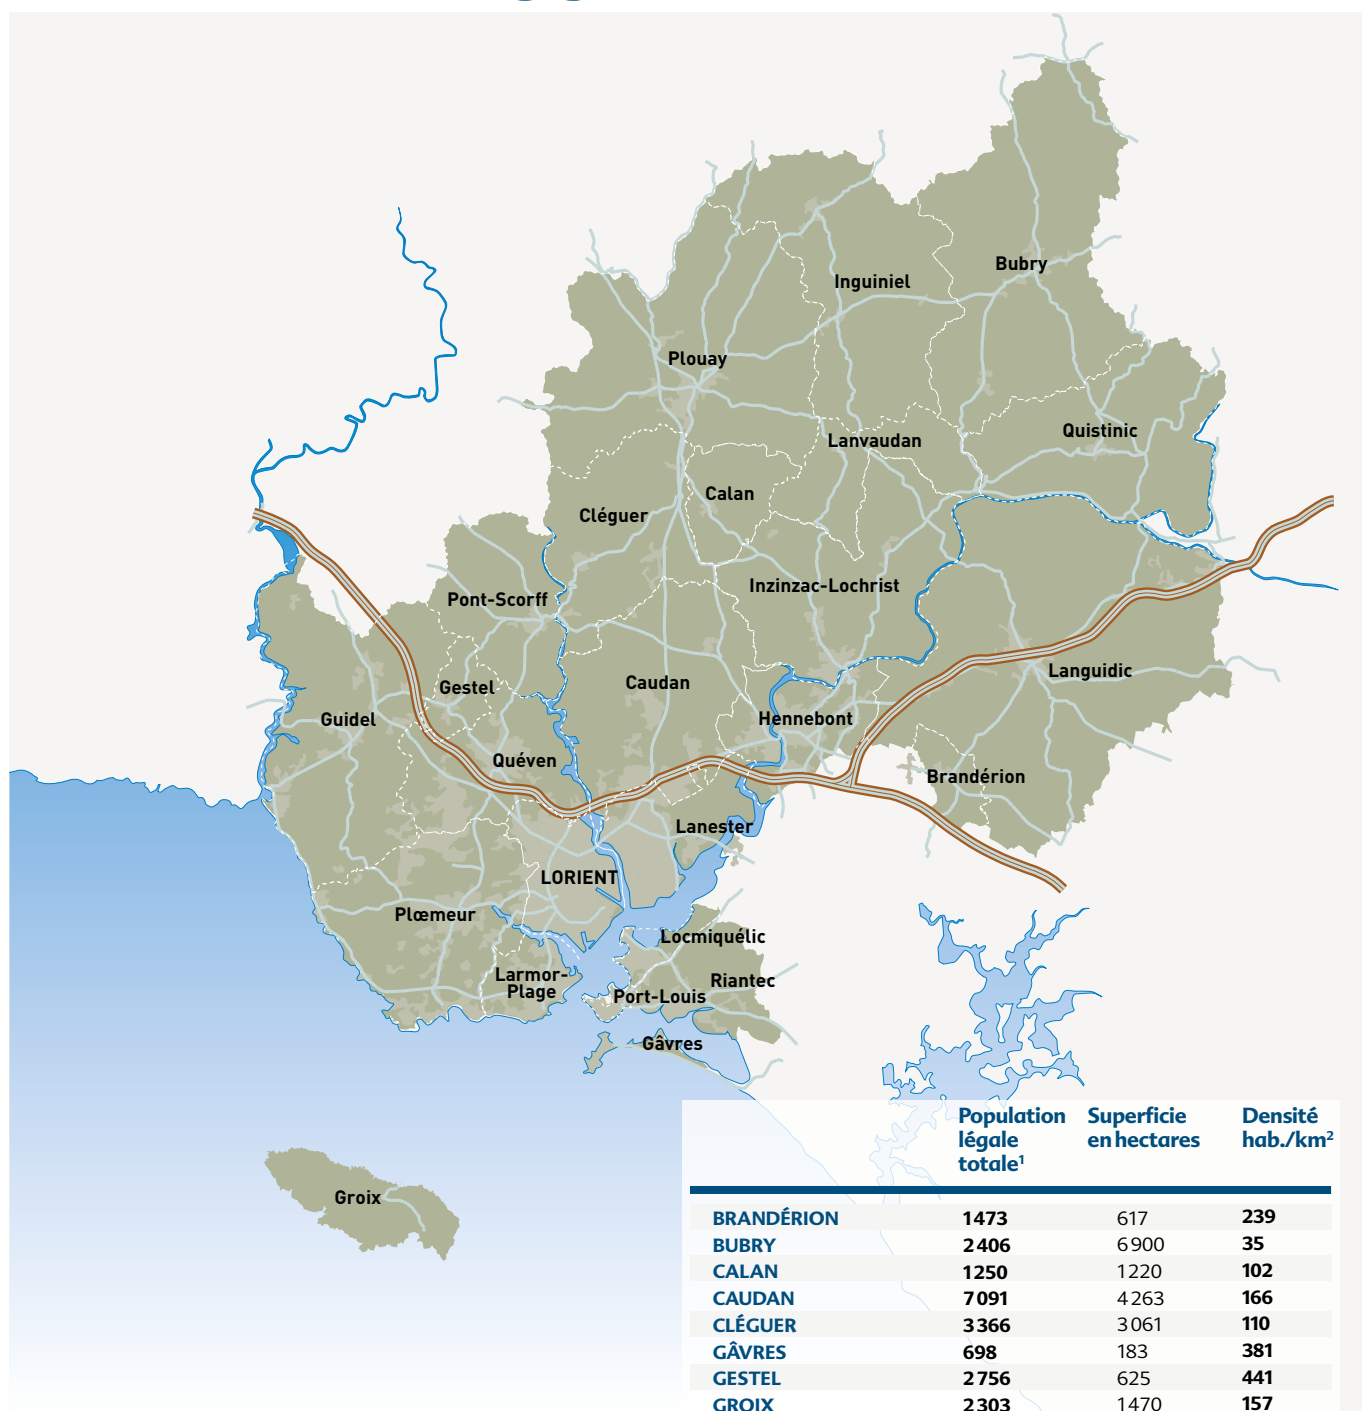 Bubry
Inguiniel
Plouay
Quistinic
Lanvaudan
Calan
Cléguer
Inzinzac-Lochrist
Pont-Scorff
Languidic
Caudan
Gestel
Guidel
Hennebont
Quéven
Brandérion
Lanester
LORIENT
Plœmeur
Locmiquélic
Larmor-
Plage
Riantec
Port-Louis
Gâvres
Groix
Population légale totale¹ Superficie en hectares Densité hab./km²
BRANDÉRION 1473 617 239
BUBRY 2406 6900 35
CALAN 1250 1220 102
CAUDAN 7091 4263 166
CLÉGUER 3366 3061 110
GÂVRES 698 183 381
GESTEL 2756 625 441
GROIX 2303 1470 157